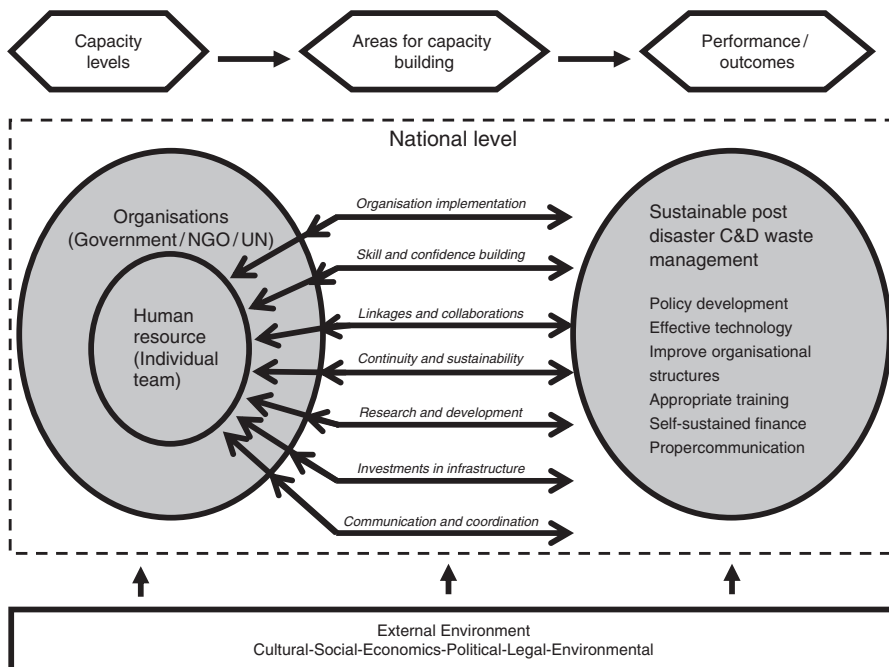 Capacity
levels
Areas for capacity
building
Performance/
outcomes
National level
Organisations
(Government/NGO/UN)
Human
resource
(Individual
team)
Organisation implementation
Skill and confidence building
Linkages and collaborations
Continuity and sustainability
Research and development
Investments in infrastructure
Communication and coordination
Sustainable post
disaster C&D waste
management
Policy development
Effective technology
Improve organisational
structures
Appropriate training
Self-sustained finance
Propercommunication
External Environment
Cultural-Social-Economics-Political-Legal-Environmental